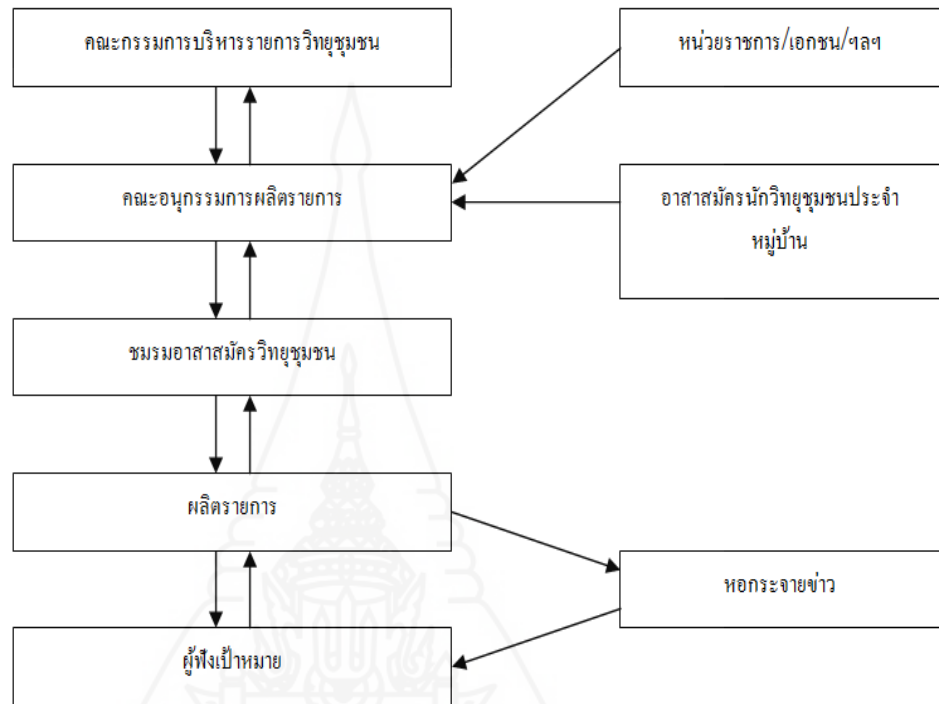 คณะกรรมการบริหารรายการวิทยุชุมชน
หน่วยราชการ/เอกชน/ฯลฯ
คณะอนุกรรมการผลิตรายการ
อาสาสมัครนักวิทยุชุมชนประจำ
หมู่บ้าน
ชมรมอาสาสมัครวิทยุชุมชน
ผลิตรายการ
หอกระจายข่าว
ผู้ฟังเป้าหมาย